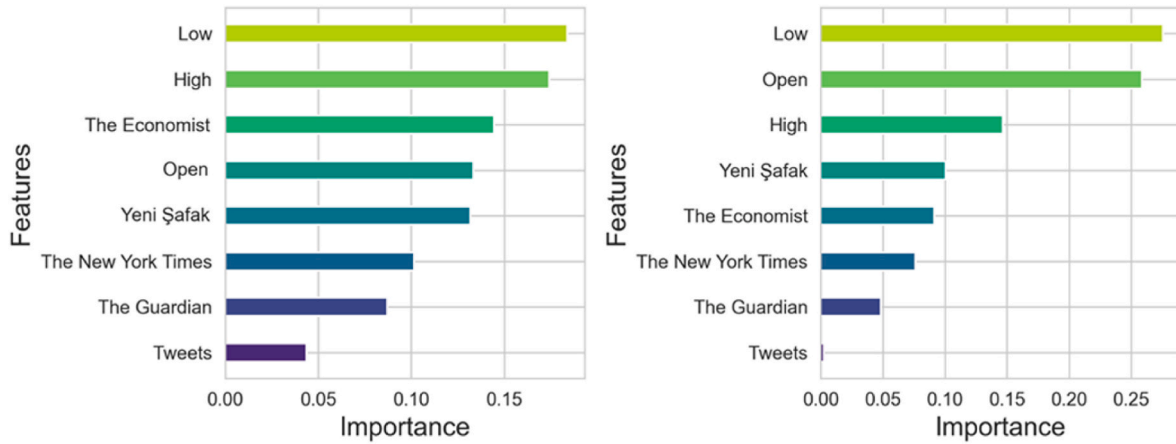 Features
Low
High
The Economist
Open
Yeni Şafak
The New York Times
The Guardian
Tweets
0.00 0.05 0.10 0.15
Importance
Features
Low
Open
High
Yeni Şafak
The Economist
The New York Times
The Guardian
Tweets
0.00 0.05 0.10 0.15 0.20 0.25
Importance